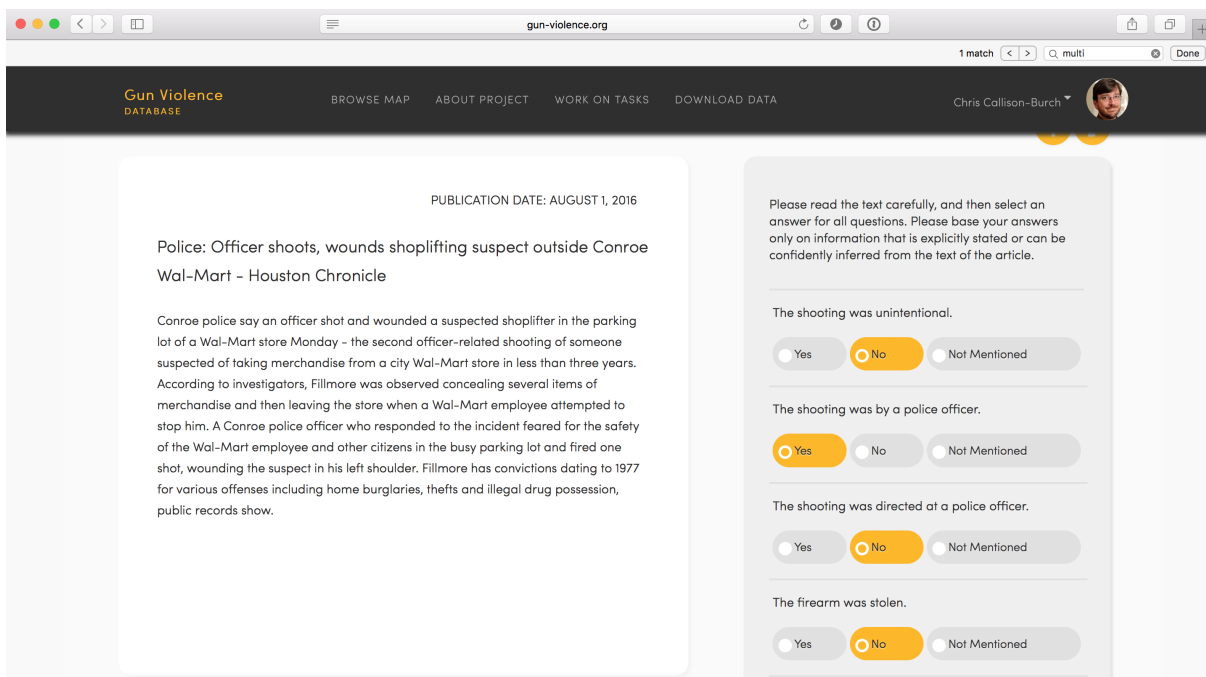 gun-violence.org
1 match < > multi Done
Gun Violence
DATABASE
BROWSE MAP ABOUT PROJECT WORK ON TASKS DOWNLOAD DATA
Chris Callison-Burch
PUBLICATION DATE: AUGUST 1, 2016
Police: Officer shoots, wounds shoplifting suspect outside Conroe
Wal-Mart - Houston Chronicle
Conroe police say an officer shot and wounded a suspected shoplifter in the parking
lot of a Wal-Mart store Monday - the second officer-related shooting of someone
suspected of taking merchandise from a city Wal-Mart store in less than three years.
According to investigators, Fillmore was observed concealing several items of
merchandise and then leaving the store when a Wal-Mart employee attempted to
stop him. A Conroe police officer who responded to the incident feared for the safety
of the Wal-Mart employee and other citizens in the busy parking lot and fired one
shot, wounding the suspect in his left shoulder. Fillmore has convictions dating to 1977
for various offenses including home burglaries, thefts and illegal drug possession,
public records show.
Please read the text carefully, and then select an
answer for all questions. Please base your answers
only on information that is explicitly stated or can be
confidently inferred from the text of the article.
The shooting was unintentional.
Yes No Not Mentioned
The shooting was by a police officer.
Yes No Not Mentioned
The shooting was directed at a police officer.
Yes No Not Mentioned
The firearm was stolen.
Yes No Not Mentioned